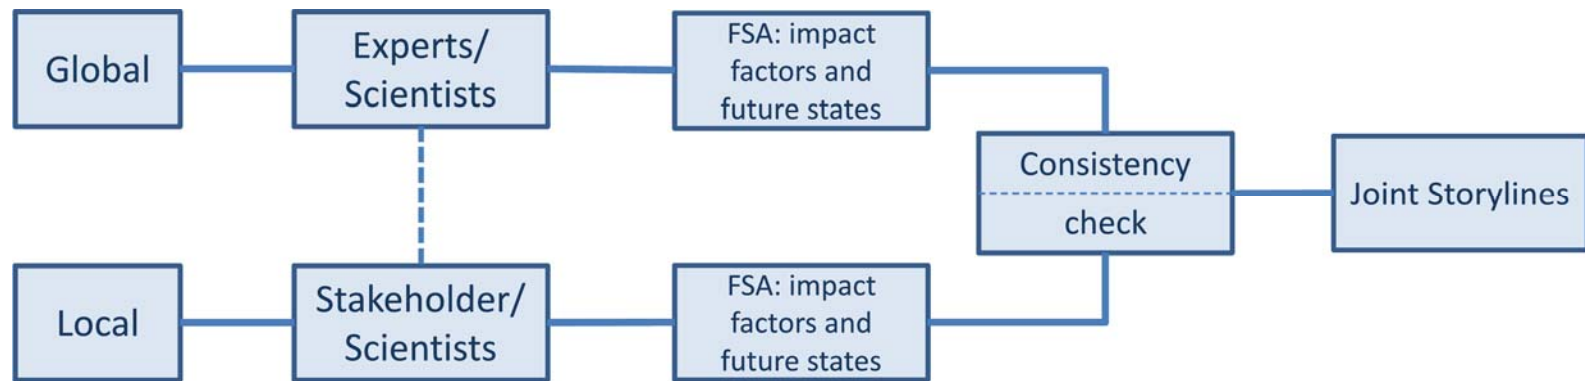 Global
Experts/
Scientists
FSA: impact
factors and
future states
Consistency
check
Joint Storylines
Local
Stakeholder/
Scientists
FSA: impact
factors and
future states